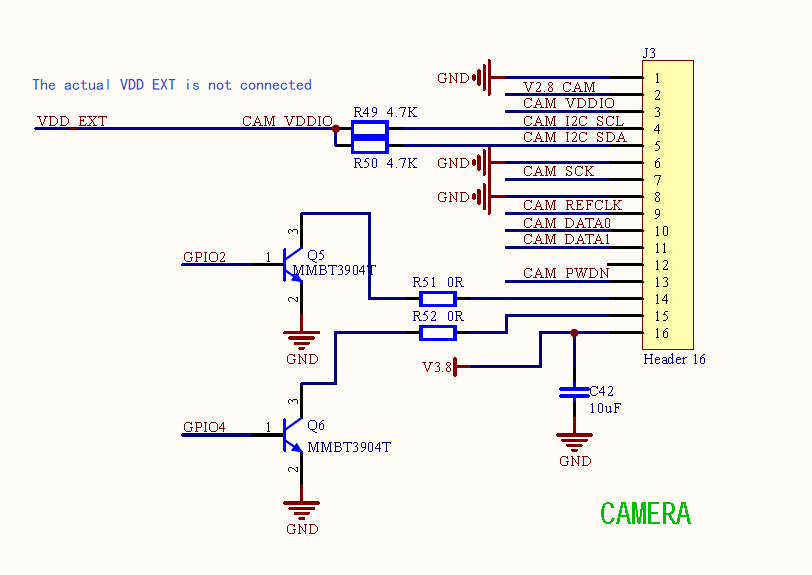 J3
The actual VDD EXT is not connected
GND
1
V2.8_CAM
2
CAM_VDDIO
3
VDD_EXT
CAM_VDDIO
R49 4.7K
CAM_I2C_SCL
4
CAM_I2C_SDA
5
R50 4.7K
GND
6
CAM_SCK
7
GND
8
CAM_REFCLK
9
CAM_DATA0
10
CAM_DATA1
11
12
CAM_PWDN
13
14
15
16
Header 16
GPIO2
1
3
Q5
MMBT3904T
2
GND
R51 0R
R52 0R
V3.8
C42
10uF
GND
GPIO4
1
3
Q6
MMBT3904T
2
GND
CAMERA